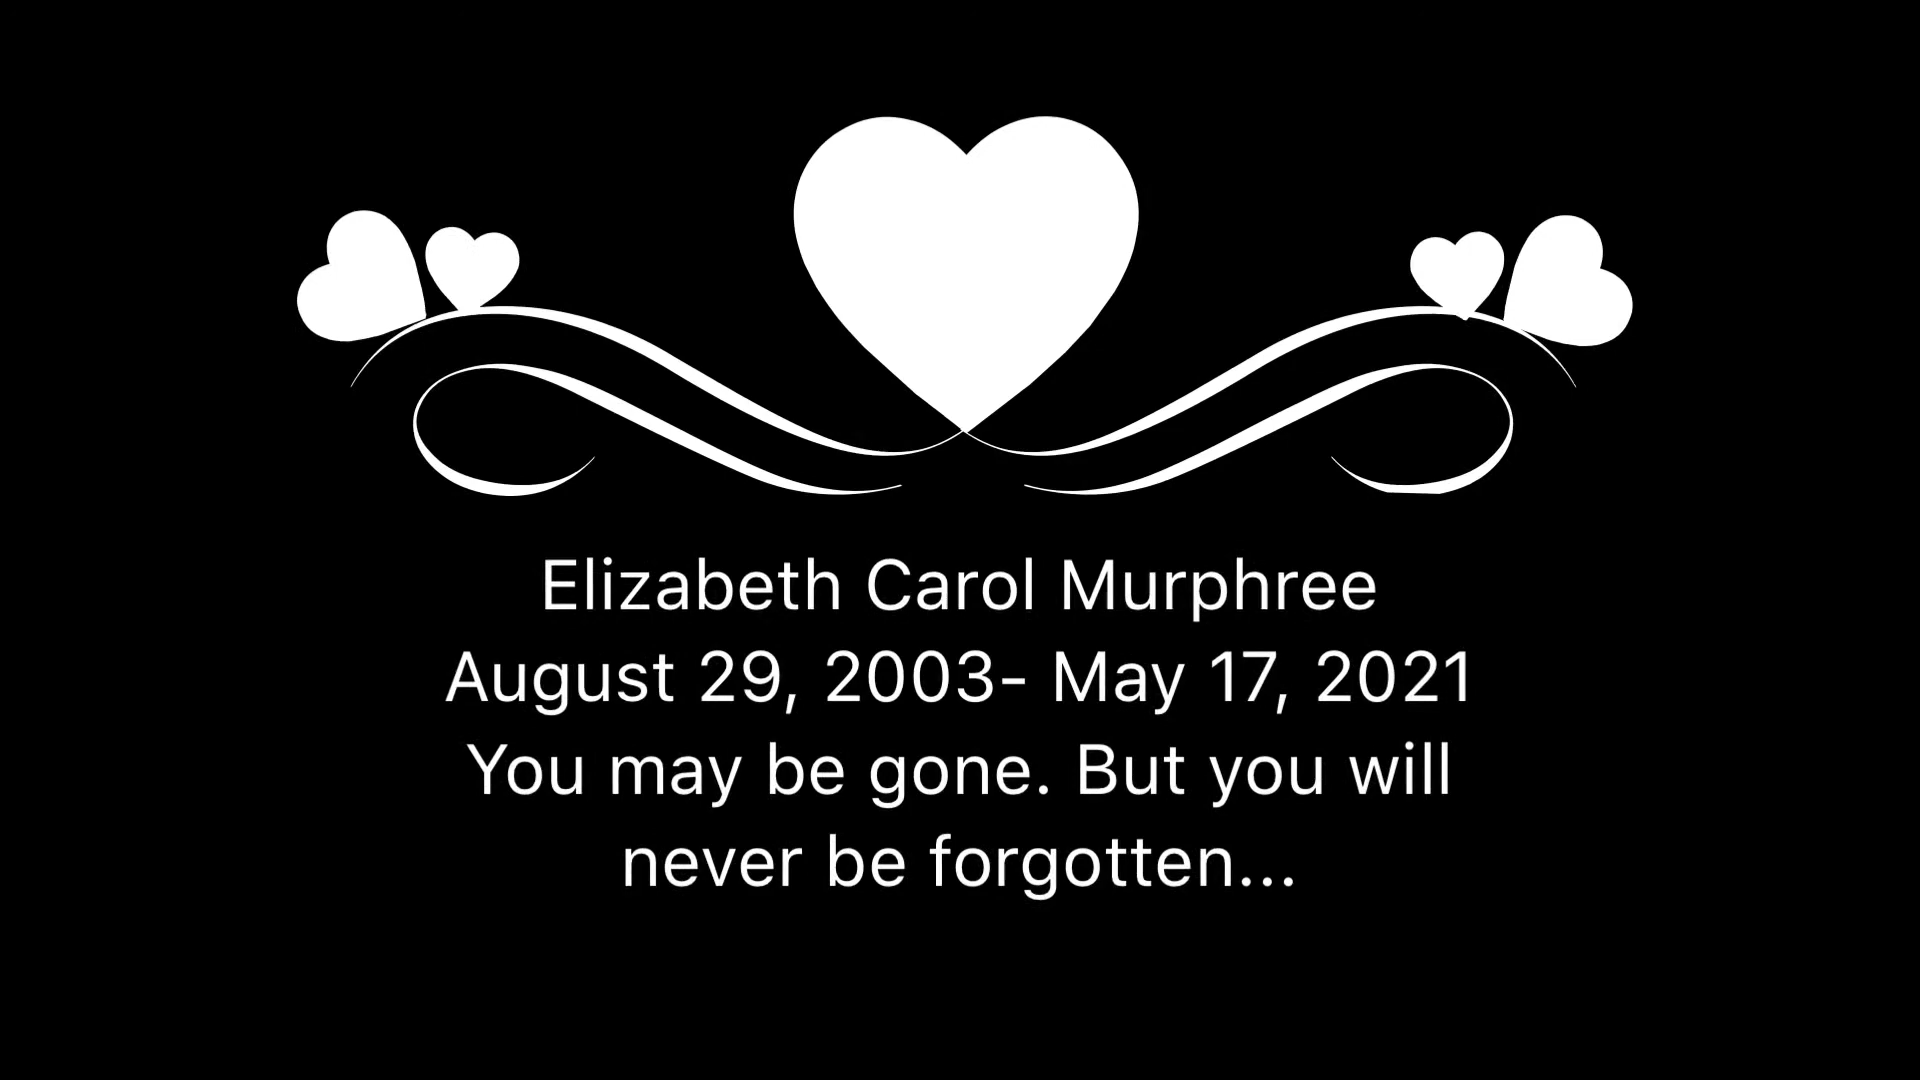 Elizabeth Carol Murphree
August 29, 2003- May 17, 2021
You may be gone. But you will
never be forgotten...